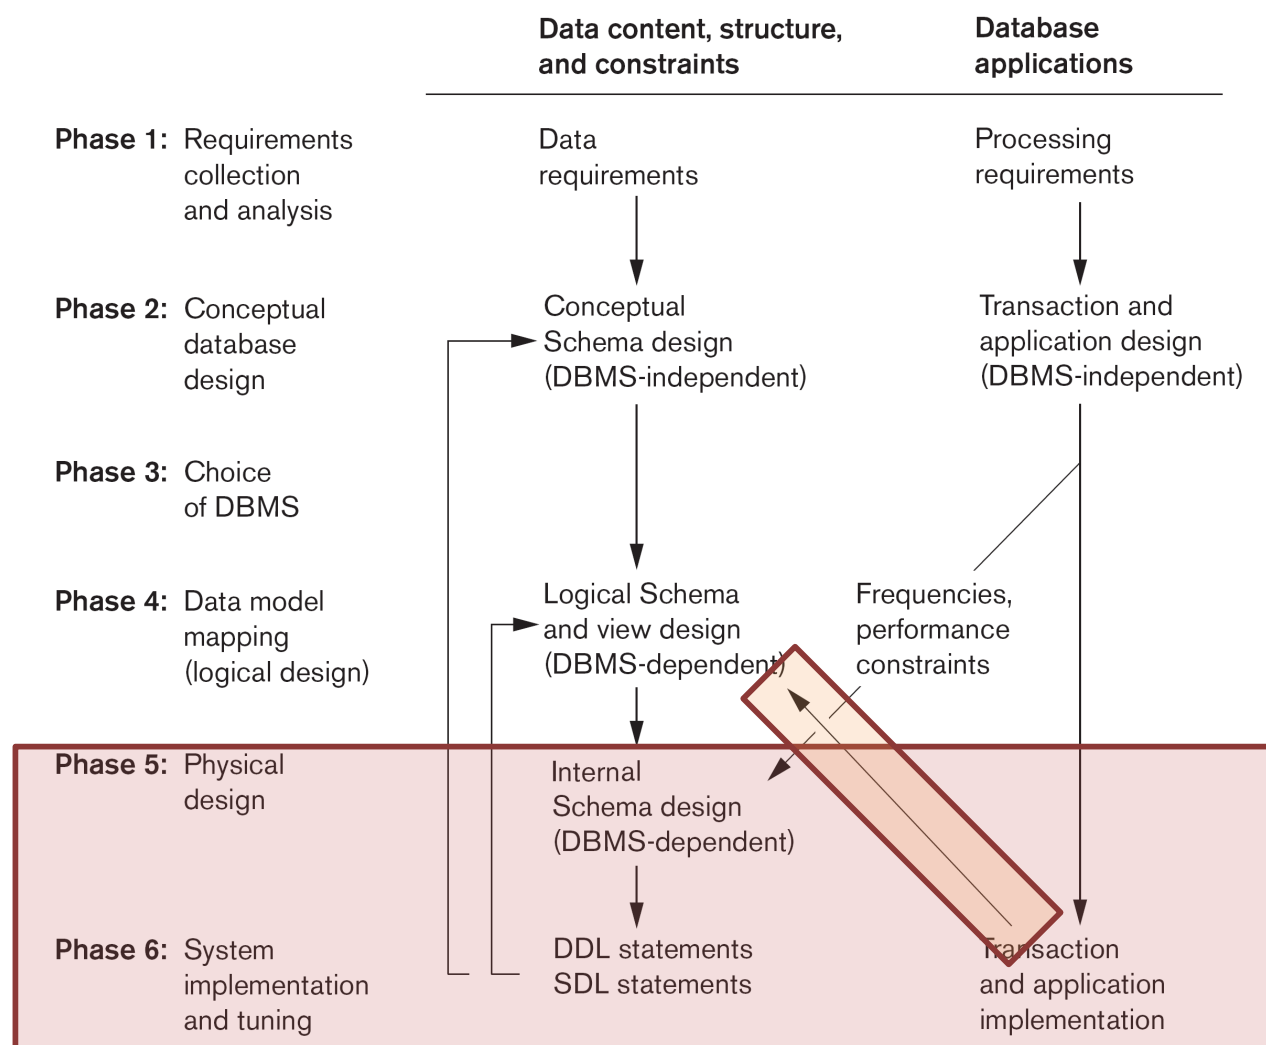 Data content, structure,
and constraints
Database
applications
Phase 1: Requirements
collection
and analysis
Data
requirements
Processing
requirements
Phase 2: Conceptual
database
design
Conceptual
Schema design
(DBMS-independent)
Transaction and
application design
(DBMS-independent)
Phase 3: Choice
of DBMS
Phase 4: Data model
mapping
(logical design)
Logical Schema
and view design
(DBMS-dependent)
Frequencies,
performance
constraints
Phase 5: Physical
design
Internal
Schema design
(DBMS-dependent)
Phase 6: System
implementation
and tuning
DDL statements
SDL statements
Transaction
and application
implementation